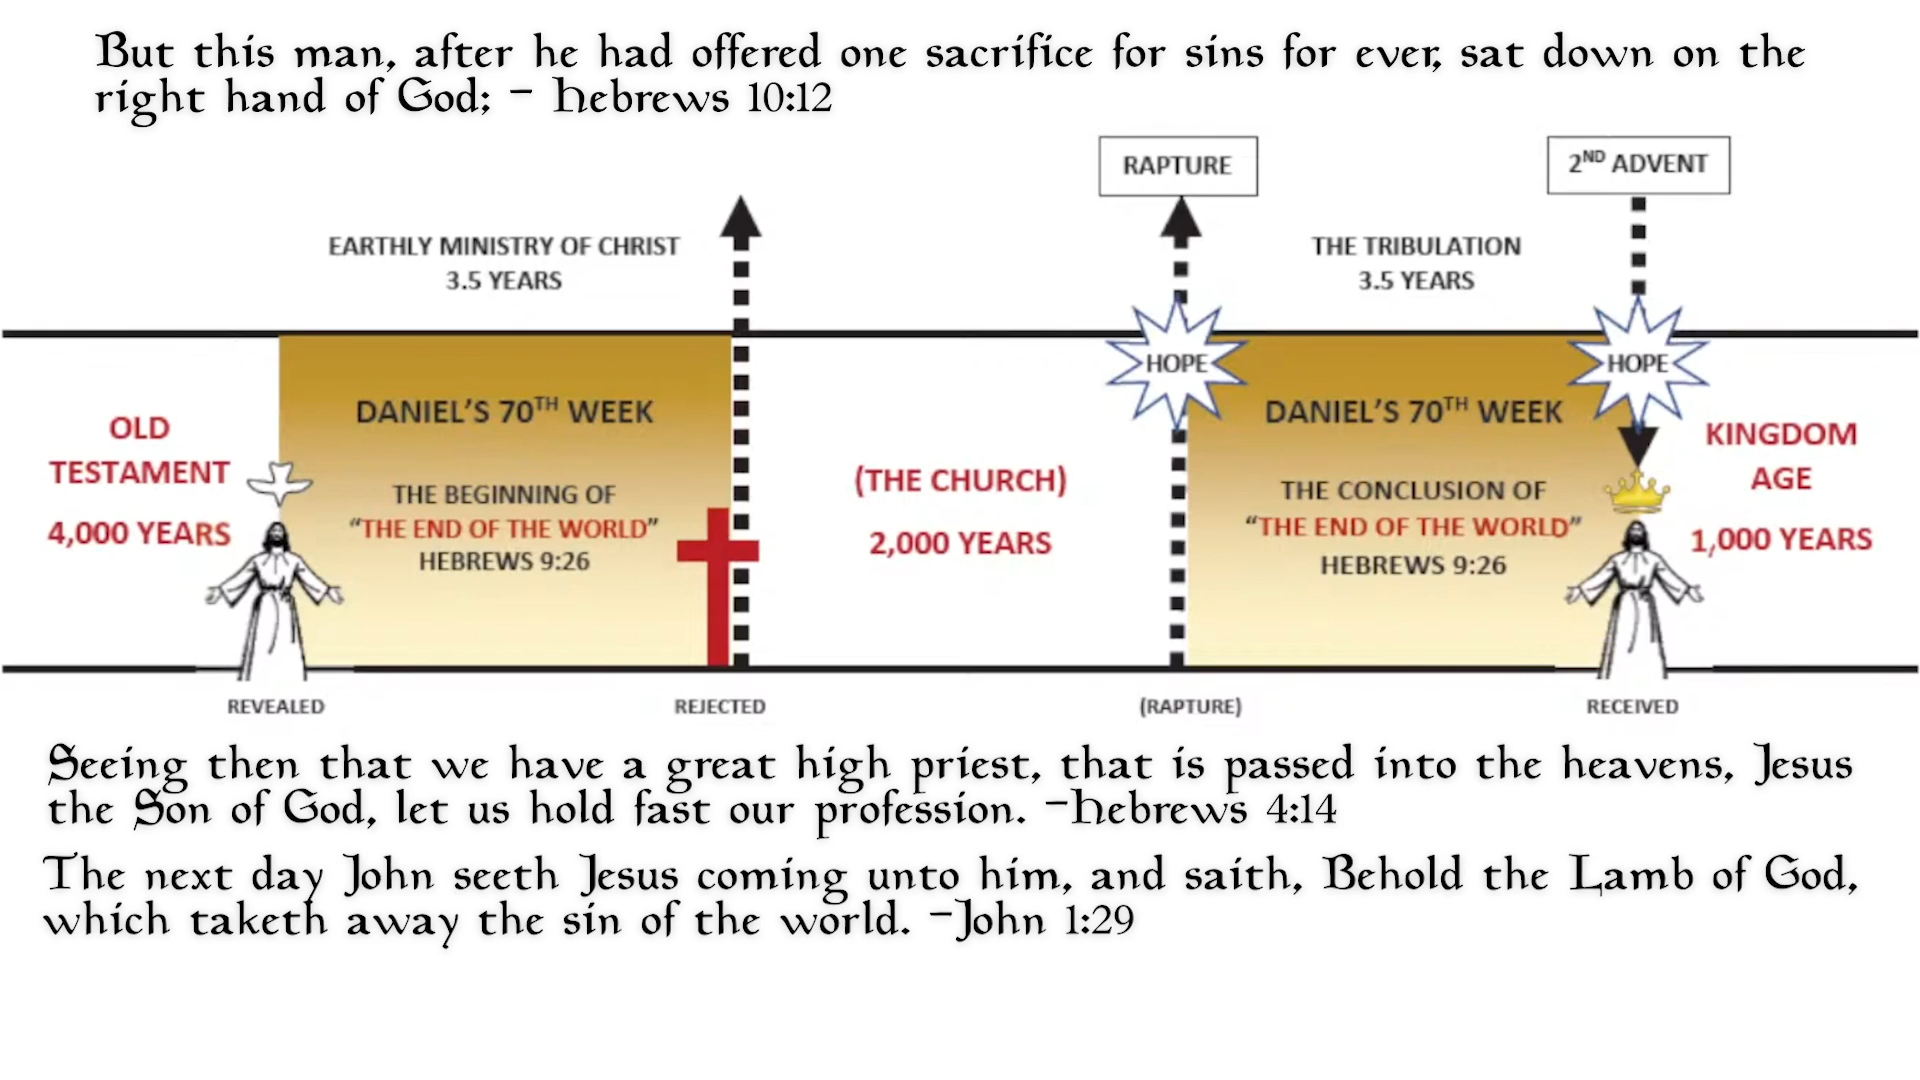 But this man, after he had offered one sacrifice for sins for ever, sat down on the
right hand of God; - Hebrews 10:12
RAPTURE
2ND ADVENT
EARTHLY MINISTRY OF CHRIST
3.5 YEARS
THE TRIBULATION
3.5 YEARS
HOPE
HOPE
OLD
TESTAMENT
4,000 YEARS
DANIEL'S 70TH WEEK
THE BEGINNING OF
"THE END OF THE WORLD"
HEBREWS 9:26
(THE CHURCH)
2,000 YEARS
DANIEL'S 70TH WEEK
THE CONCLUSION OF
"THE END OF THE WORLD"
HEBREWS 9:26
KINGDOM
AGE
1,000 YEARS
REVEALED
REJECTED
(RAPTURE)
RECEIVED
Seeing then that we have a great high priest, that is passed into the heavens, Jesus
the Son of God, let us hold fast our profession. -Hebrews 4:14
The next day John seeth Jesus coming unto him, and saith, Behold the Lamb of God,
which taketh away the sin of the world. -John 1:29